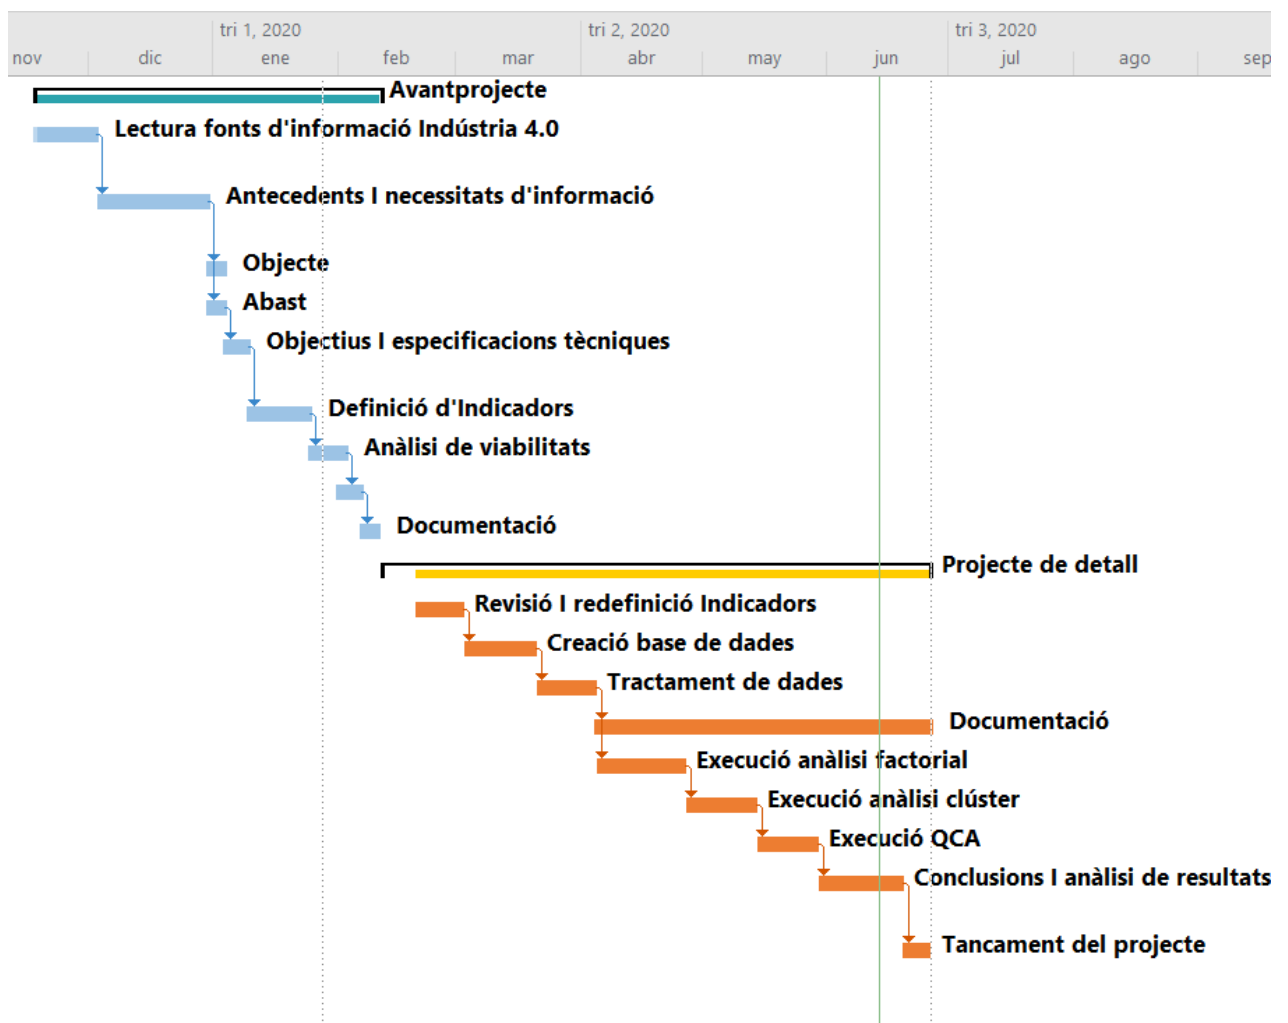 tri 1, 2020 tri 2, 2020 tri 3, 2020
nov dic ene feb mar abr may jun jul ago sep
Avantprojecte
Lectura fonts d'informació Indústria 4.0
Antecedents I necessitats d'informació
Objecte
Abast
Objectius I especificacions tècniques
Definició d'Indicadors
Anàlisi de viabilitats
Documentació
Projecte de detall
Revisió I redefinició Indicadors
Creació base de dades
Tractament de dades
Documentació
Execució anàlisi factorial
Execució anàlisi clúster
Execució QCA
Conclusions I anàlisi de resultats
Tancament del projecte